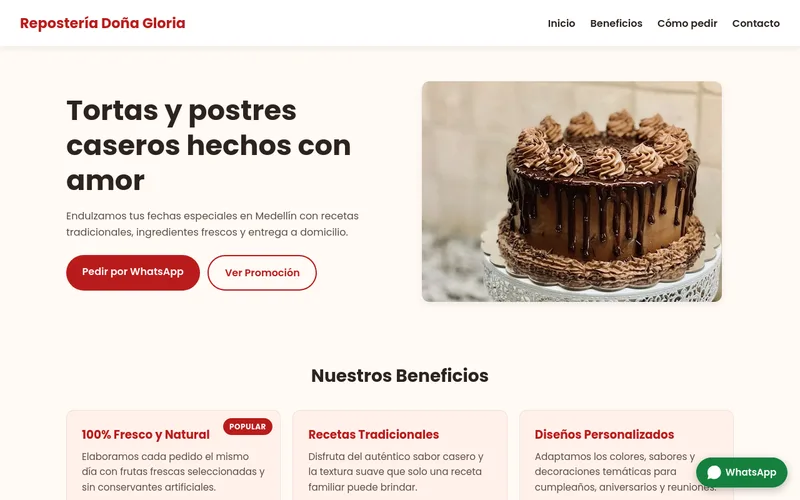 Repostería Doña Gloria
Inicio Beneficios Cómo pedir Contacto
Tortas y postres
caseros hechos con
amor
Endulzamos tus fechas especiales en Medellín con recetas
tradicionales, ingredientes frescos y entrega a domicilio.
Pedir por WhatsApp
Ver Promoción
Nuestros Beneficios
POPULAR
100% Fresco y Natural
Elaboramos cada pedido el mismo
día con frutas frescas seleccionadas y
sin conservantes artificiales.
Recetas Tradicionales
Disfruta del auténtico sabor casero y
la textura suave que solo una receta
familiar puede brindar.
Diseños Personalizados
Adaptamos los colores, sabores y
decoraciones temáticas para
cumpleaños, aniversarios y reuniones.
WhatsApp